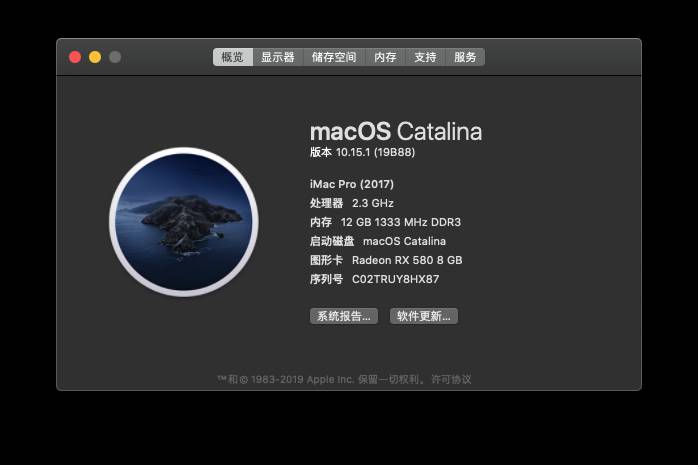 概览 显示器 储存空间 内存 支持 服务
macOS Catalina
版本 10.15.1 (19B88)
iMac Pro (2017)
处理器 2.3 GHz
内存 12 GB 1333 MHz DDR3
启动磁盘 macOS Catalina
图形卡 Radeon RX 580 8 GB
序列号 C02TRUY8HX87
系统报告... 软件更新...
™和© 1983-2019 Apple Inc. 保留一切权利。许可协议